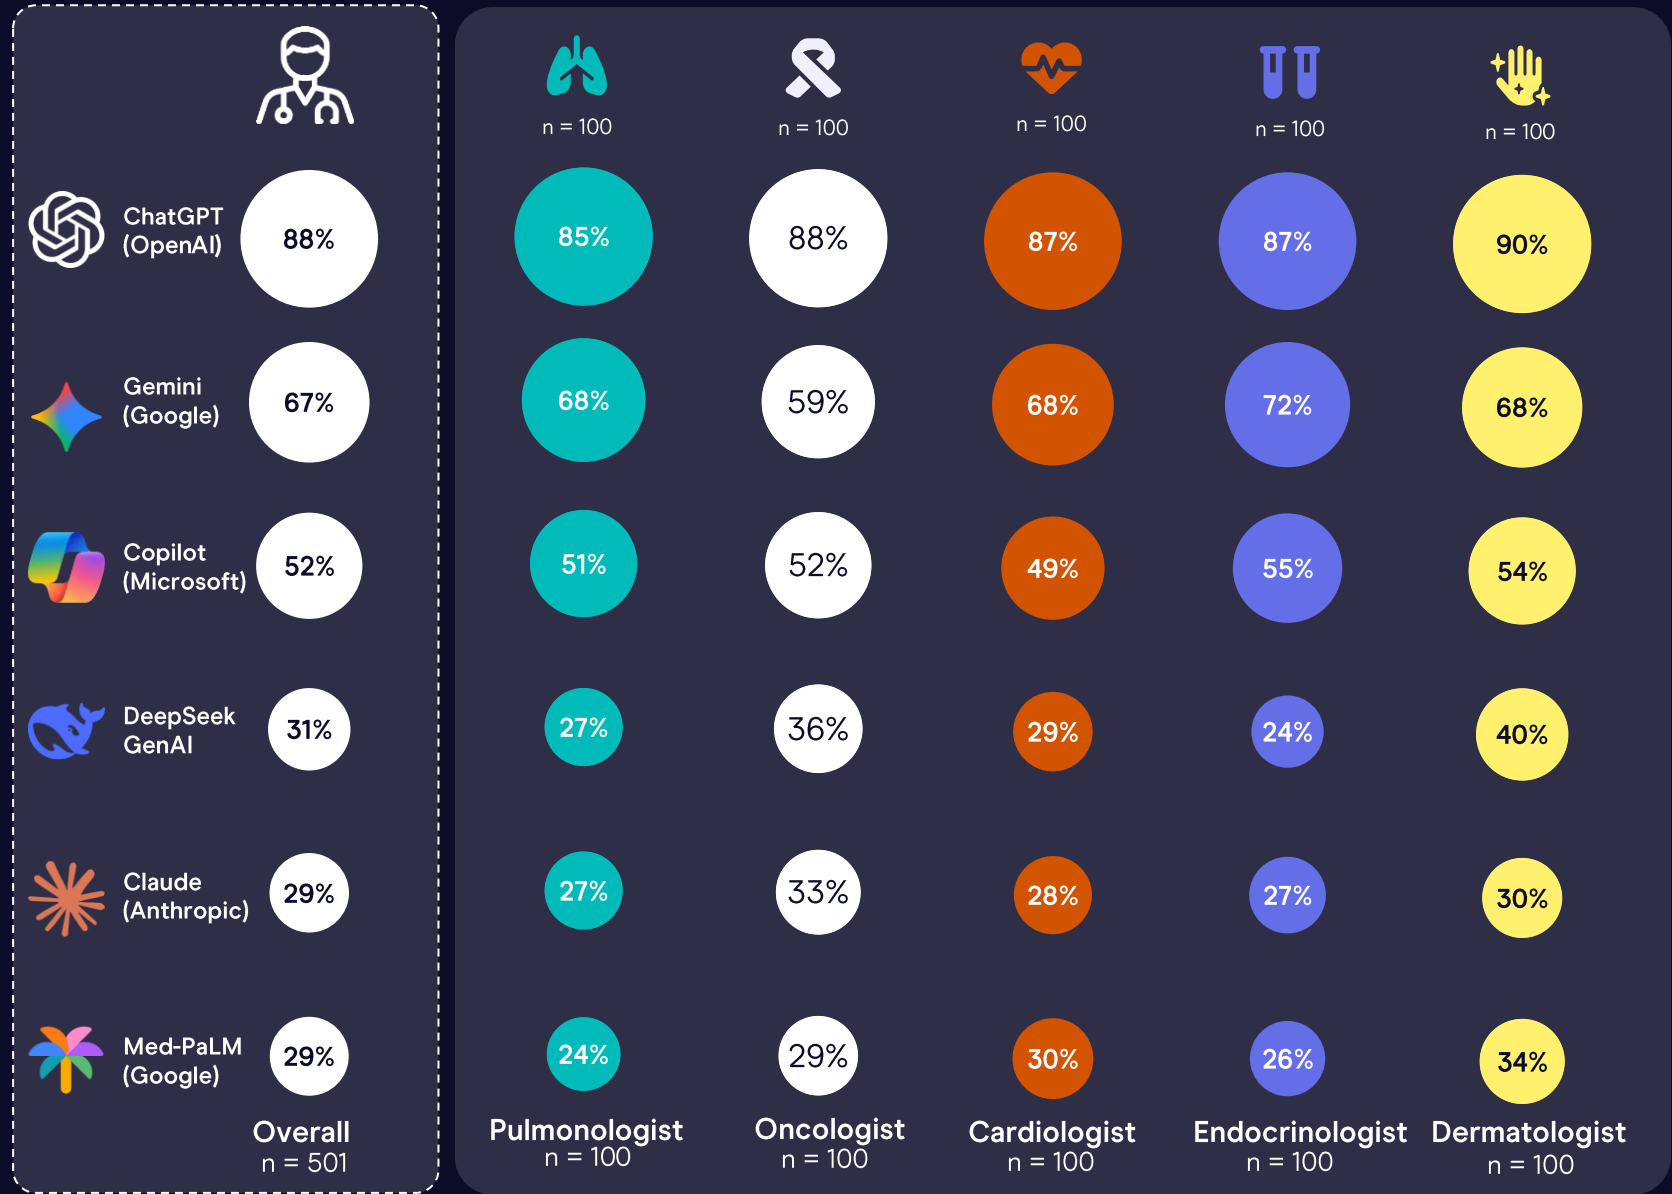 n = 100
n = 100
n = 100
n = 100
n = 100
ChatGPT
(OpenAI)
88%
85%
88%
87%
87%
90%
Gemini
(Google)
67%
68%
59%
68%
72%
68%
Copilot
(Microsoft)
52%
51%
52%
49%
55%
54%
DeepSeek
GenAI
31%
27%
36%
29%
24%
40%
Claude
(Anthropic)
29%
27%
33%
28%
27%
30%
Med-PaLM
(Google)
29%
24%
29%
30%
26%
34%
Overall
n = 501
Pulmonologist
n = 100
Oncologist
n = 100
Cardiologist
n = 100
Endocrinologist
n = 100
Dermatologist
n = 100